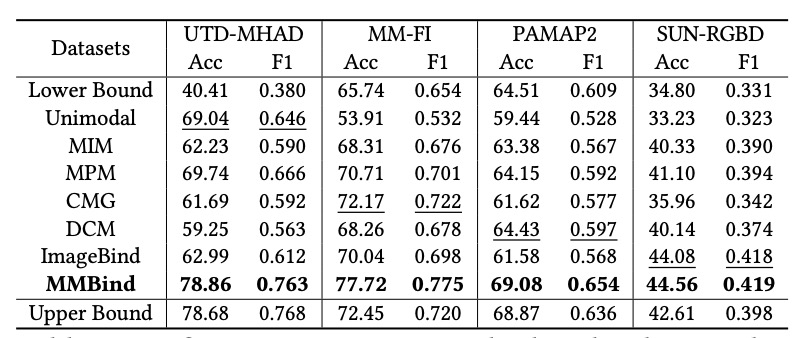 Datasets UTD-MHAD MM-FI PAMAP2 SUN-RGBD
Acc F1 Acc F1 Acc F1 Acc F1
Lower Bound 40.41 0.380 65.74 0.654 64.51 0.609 34.80 0.331
Unimodal 69.04 0.646 53.91 0.532 59.44 0.528 33.23 0.323
MIM 62.23 0.590 68.31 0.676 63.38 0.567 40.33 0.390
MPM 69.74 0.666 70.71 0.701 64.15 0.592 41.10 0.394
CMG 61.69 0.592 72.17 0.722 61.62 0.577 35.96 0.342
DCM 59.25 0.563 68.26 0.678 64.43 0.597 40.14 0.374
ImageBind 62.99 0.612 70.04 0.698 61.58 0.568 44.08 0.418
MMBind 78.86 0.763 77.72 0.775 69.08 0.654 44.56 0.419
Upper Bound 78.68 0.768 72.45 0.720 68.87 0.636 42.61 0.398